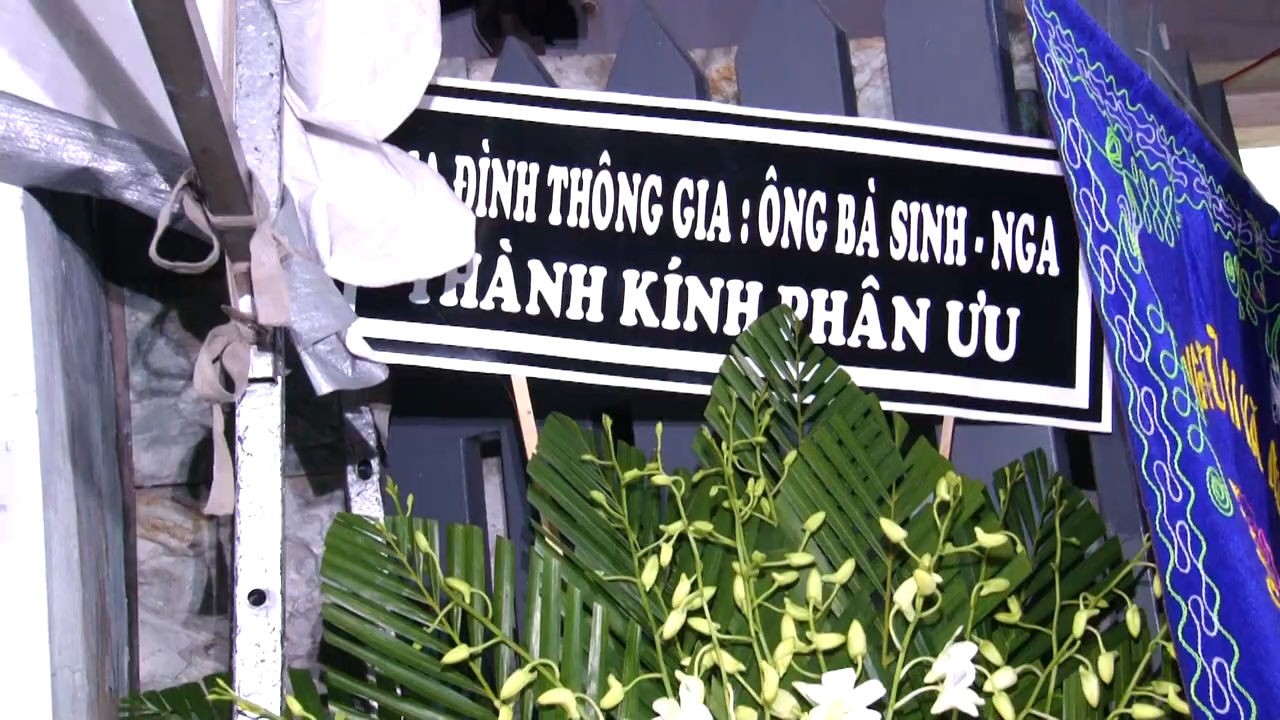 ĐÌNH THÔNG GIA : ÔNG BÀ SINH - NGA
THÀNH KÍNH PHÂN ƯU